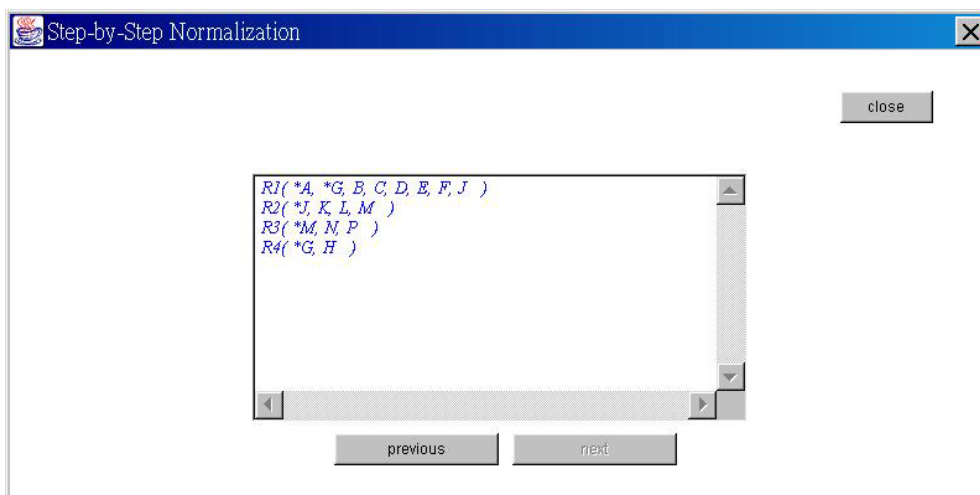 Step-by-Step Normalization
close
R1( *A, *G, B, C, D, E, F, J )
R2( *J, K, L, M )
R3( *M, N, P )
R4( *G, H )
previous
next